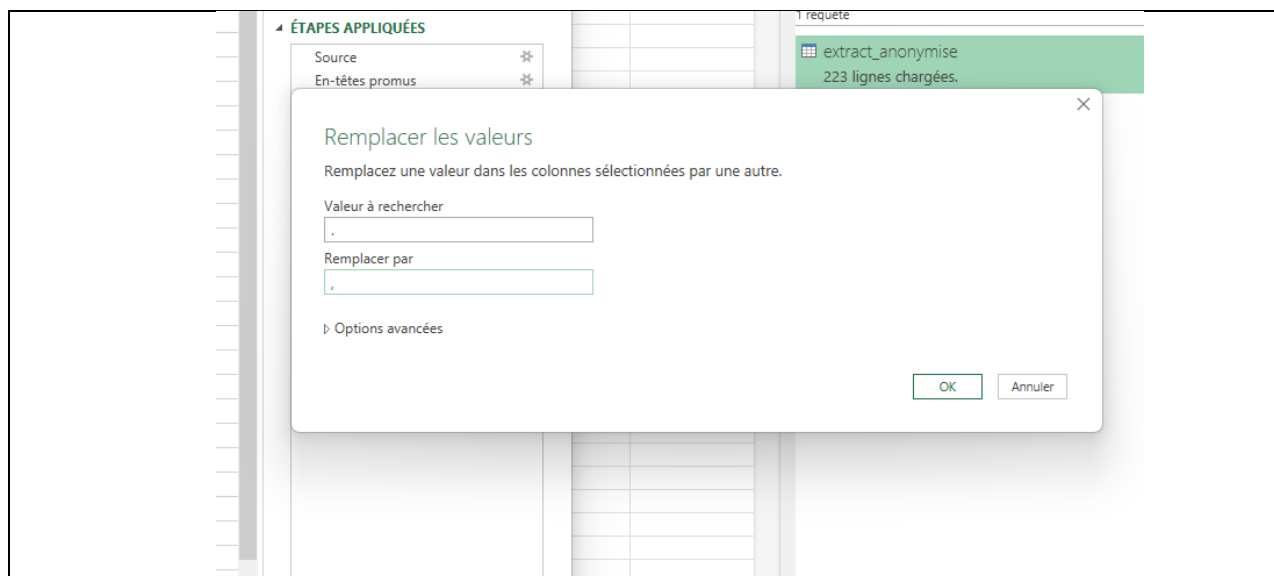 1 requête
ÉTAPES APPLIQUÉES
Source
En-têtes promus
extract_anonymise
223 lignes chargées.
Remplacer les valeurs
Remplacez une valeur dans les colonnes sélectionnées par une autre.
Valeur à rechercher
.
Remplacer par
,
Options avancées
OK
Annuler